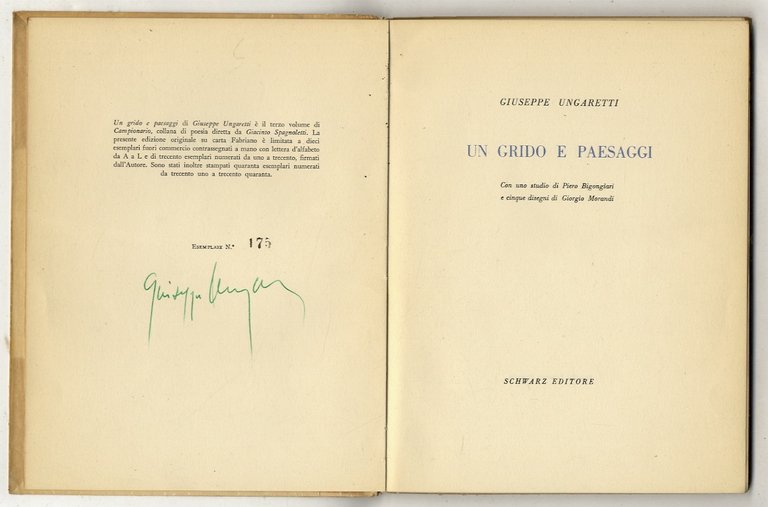 Un grido e paesaggi di Giuseppe Ungaretti è il terzo volume di
Campionario, collana di poesia diretta da Giacinto Spagnoletti. La
presente edizione originale su carta Fabriano è limitata a dieci
esemplari fuori commercio contrassegnati a mano con lettera d'alfabeto
da A a L e di trecento esemplari numerati da uno a trecento, firmati
dall'Autore. Sono stati inoltre stampati quaranta esemplari numerati
da trecento uno a trecento quaranta.
Esemplare N.° 175
Giuseppe Ungaretti
GIUSEPPE UNGARETTI
UN GRIDO E PAESAGGI
Con uno studio di Piero Bigongiari
e cinque disegni di Giorgio Morandi
SCHWARZ EDITORE